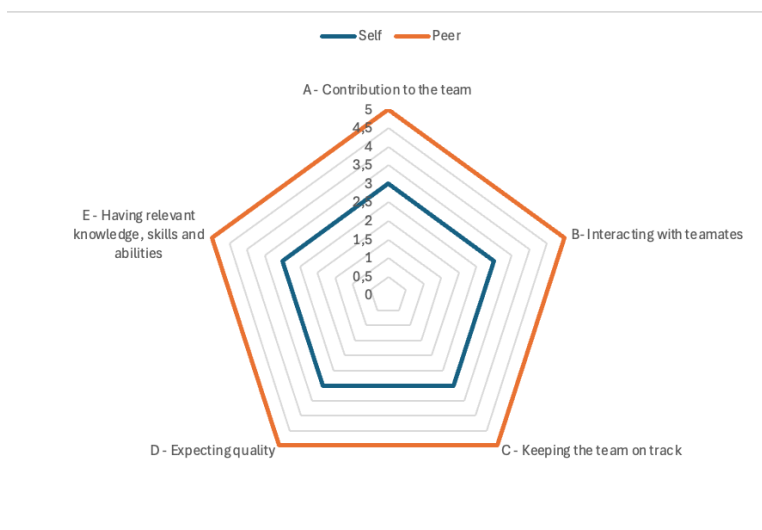 Self Peer
A - Contribution to the team
5
4,5
4
3,5
3
2,5
2
1,5
1
0,5
0
E - Having relevant
knowledge, skills and
abilities
B- Interacting with teamates
D - Expecting quality
C - Keeping the team on track